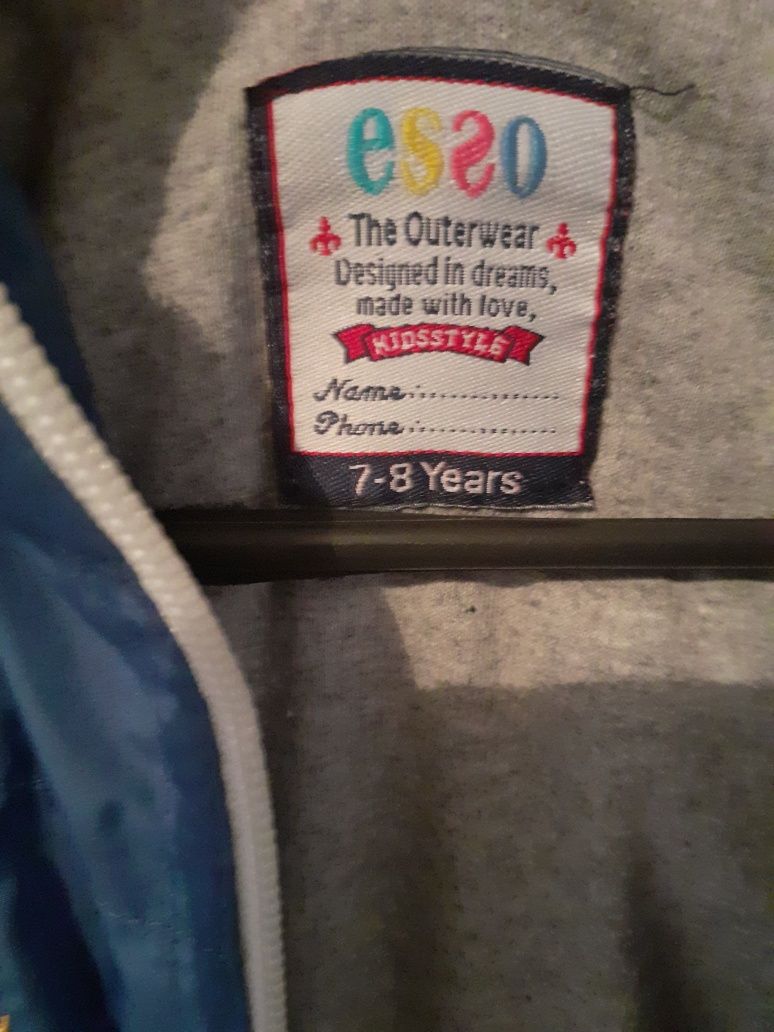 esso
The Outerwear
Designed in dreams,
made with love,
KIDSSTYLE
Name:..............
Phone:..............
7-8 Years